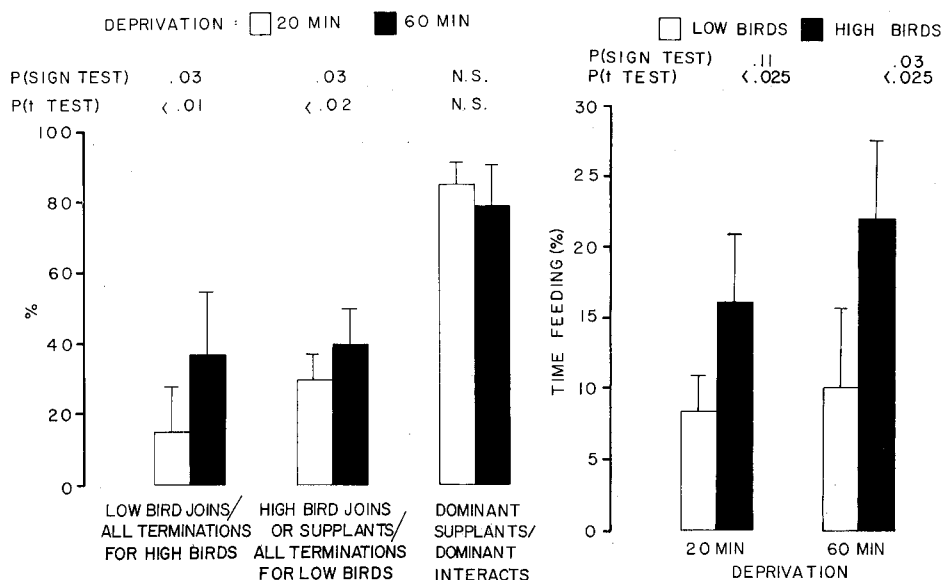 DEPRIVATION : 20 MIN 60 MIN
P(SIGN TEST) .03 .03 N.S.
P(t TEST) <.01 <.02 N.S.
100
80
60
40
20
0
%
LOW BIRD JOINS/
ALL TERMINATIONS
FOR HIGH BIRDS
HIGH BIRD JOINS
OR SUPPLANTS/
ALL TERMINATIONS
FOR LOW BIRDS
DOMINANT
SUPPLANTS/
DOMINANT
INTERACTS
LOW BIRDS HIGH BIRDS
P(SIGN TEST) .11 .03
P(t TEST) <.025 <.025
30
25
20
15
10
5
0
TIME FEEDING (%)
20 MIN 60 MIN
DEPRIVATION